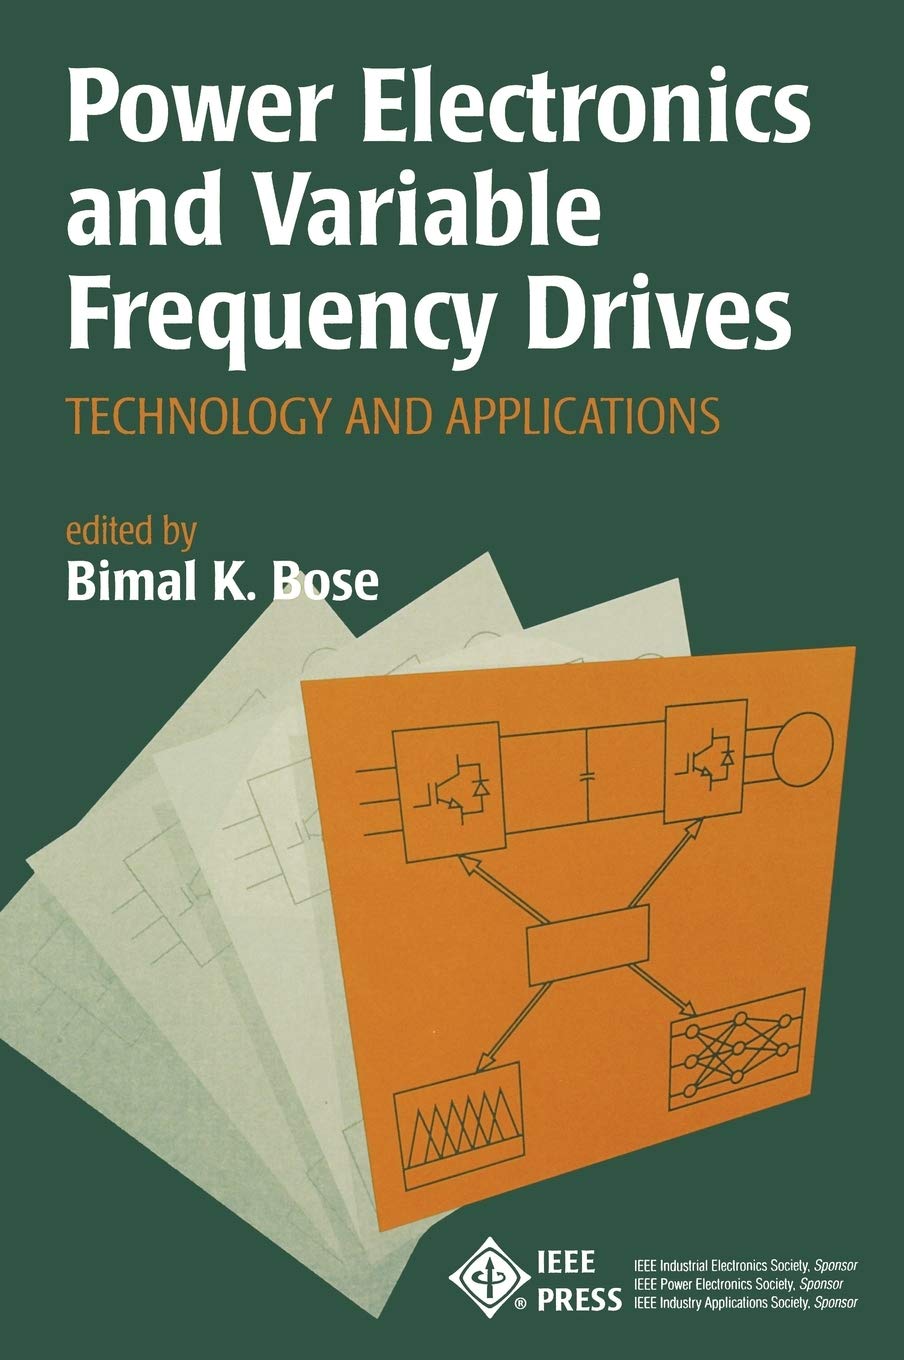 Power Electronics
and Variable
Frequency Drives
TECHNOLOGY AND APPLICATIONS
edited by
Bimal K. Bose
IEEE
PRESS
®
IEEE Industrial Electronics Society, Sponsor
IEEE Power Electronics Society, Sponsor
IEEE Industry Applications Society, Sponsor